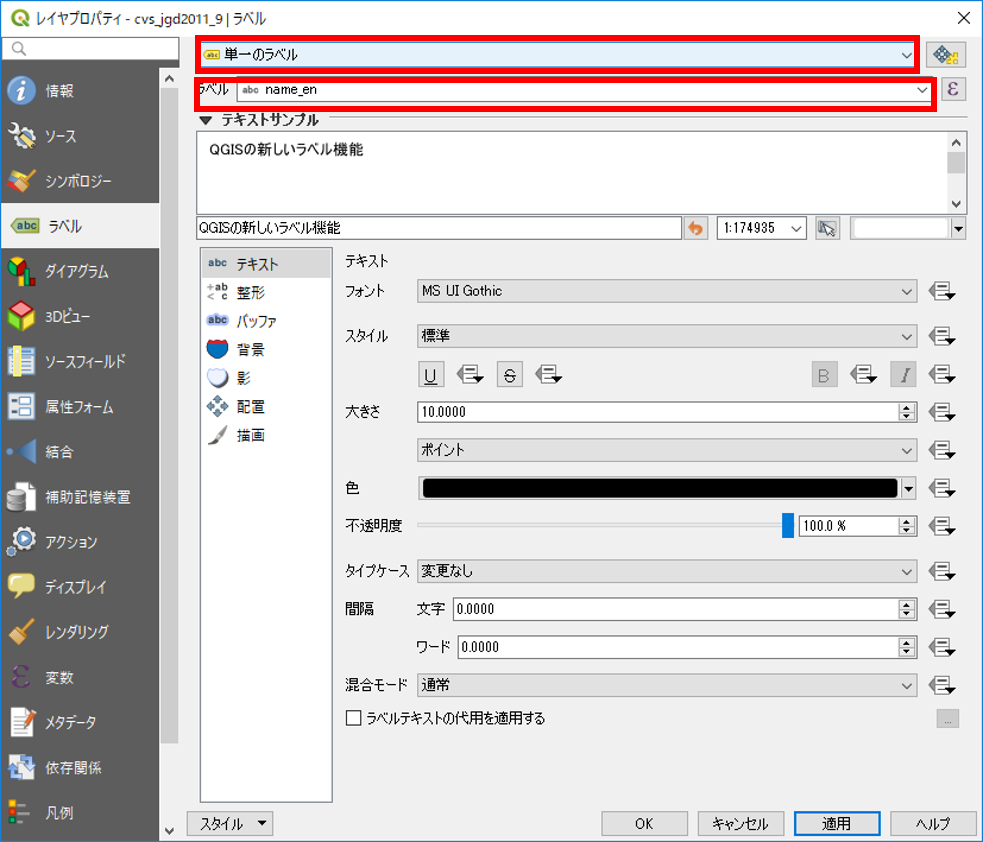 レイヤプロパティ - cvs_jgd2011_9 | ラベル
単一のラベル
ラベル abc name_en
テキストサンプル
QGISの新しいラベル機能
QGISの新しいラベル機能 1:174935
情報
ソース
シンボロジー
abc ラベル
ダイアグラム
3Dビュー
ソースフィールド
属性フォーム
結合
補助記憶装置
アクション
ディスプレイ
レンダリング
変数
メタデータ
依存関係
凡例
abc テキスト
+ab < c 整形
abc バッファ
背景
影
配置
描画
テキスト
フォント MS UI Gothic
スタイル 標準
U S B I
大きさ 10.0000
ポイント
色
不透明度 100.0 %
タイプケース 変更なし
間隔 文字 0.0000
ワード 0.0000
混合モード 通常
ラベルテキストの代用を適用する ...
スタイル OK キャンセル 適用 ヘルプ